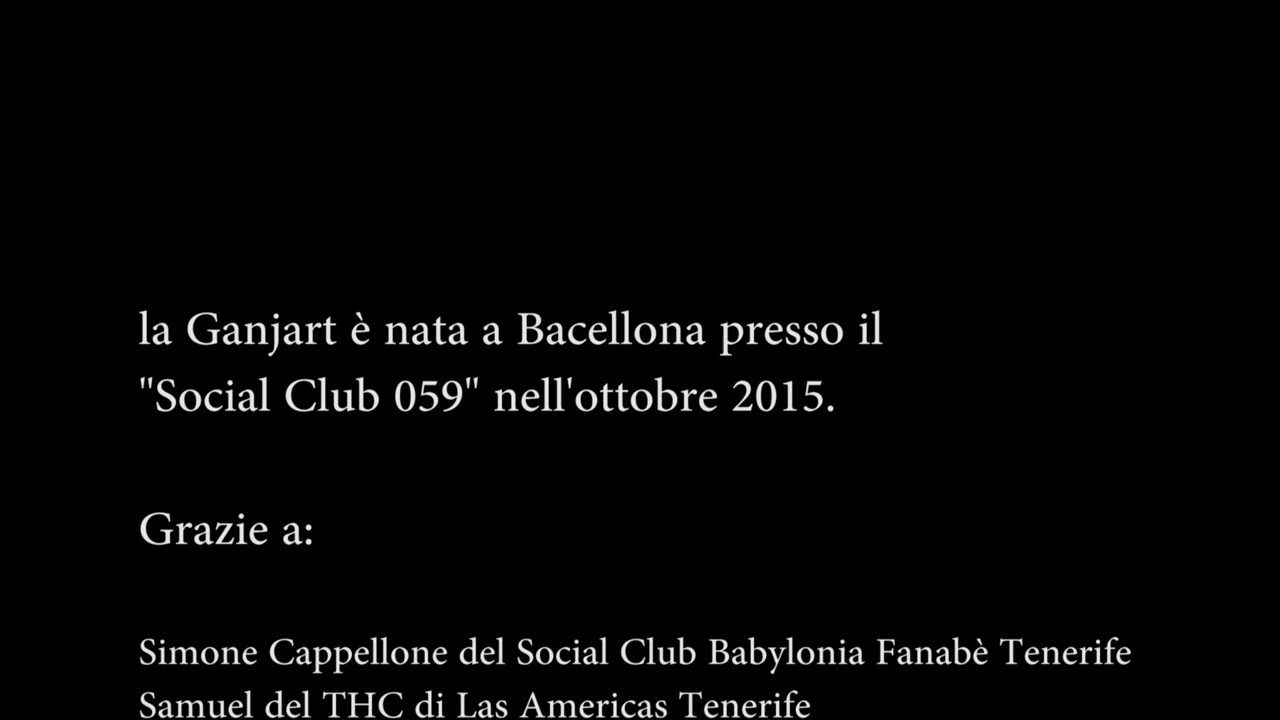 la Ganjart è nata a Bacellona presso il
"Social Club 059" nell'ottobre 2015.
Grazie a:
Simone Cappellone del Social Club Babylonia Fanabè Tenerife
Samuel del THC di Las Americas Tenerife